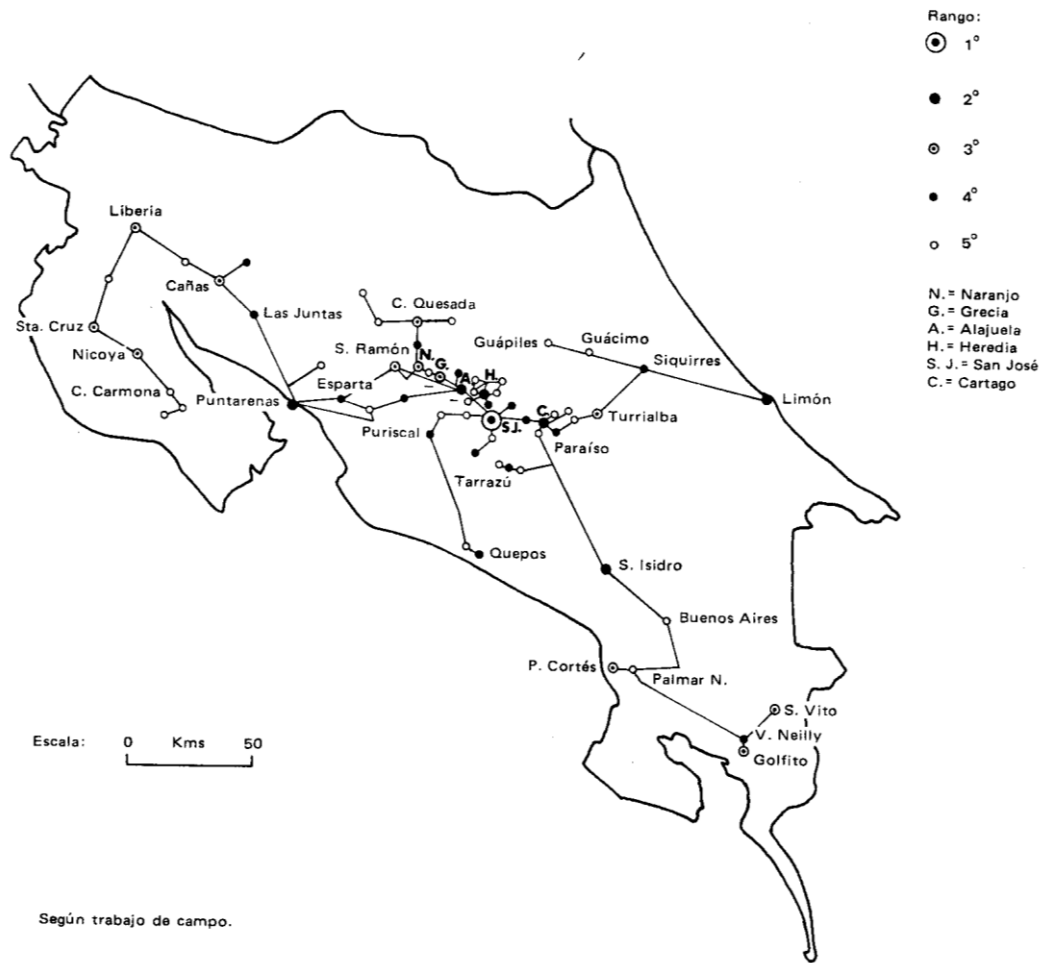 Rango:
1°
2°
3°
4°
5°
N. = Naranjo
G. = Grecia
A. = Alajuela
H. = Heredia
S. J. = San José
C. = Cartago
Líberia
Cañas
Las Juntas
C. Quesada
Sta. Cruz
Nicoya
S. Ramón
N.
G.
A.
H.
Guápiles
Guácimo
Siquirres
C. Carmona
Esparta
Puntarenas
Limón
Puriscal
S.J.
C.
Turrialba
Paraíso
Tarrazú
Quepos
S. Isidro
Buenos Aires
P. Cortés
Palmar N.
S. Vito
V. Neilly
Golfito
Escala: 0 Kms 50
Según trabajo de campo.